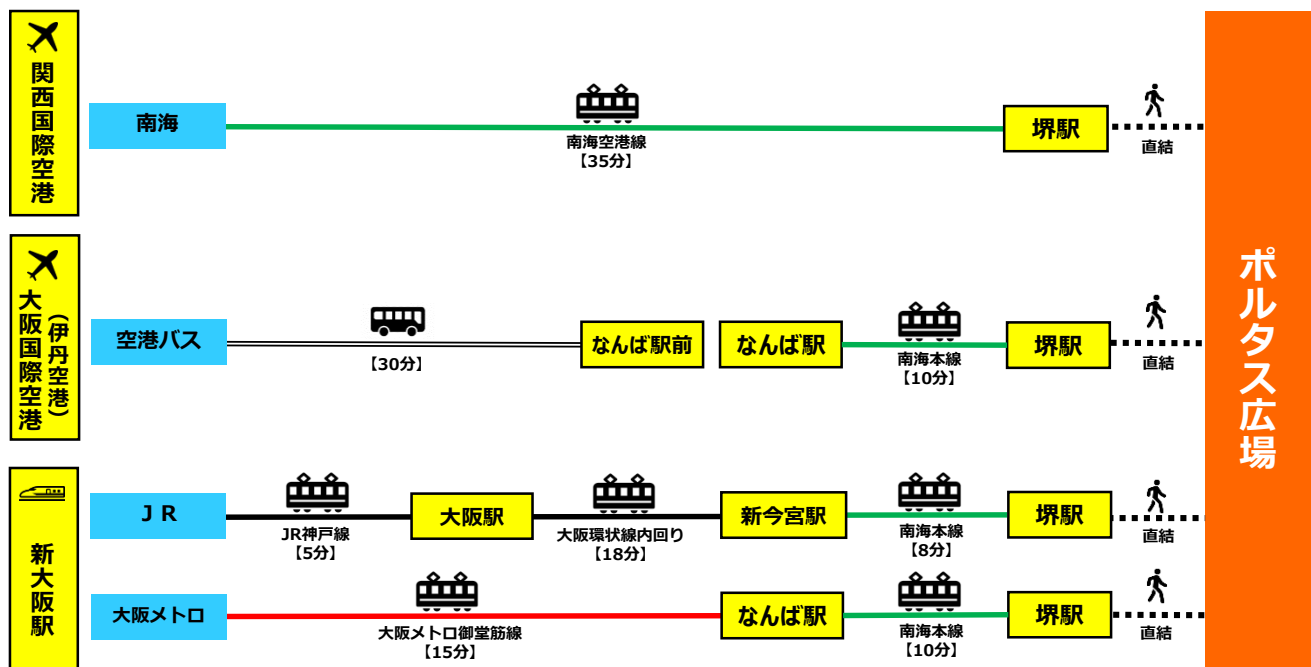 関西国際空港
南海
南海空港線
【35分】
堺駅
直結
大阪国際空港
(伊丹空港)
空港バス
【30分】
なんば駅前
なんば駅
南海本線
【10分】
堺駅
直結
新大阪駅
ＪＲ
JR神戸線
【5分】
大阪駅
大阪環状線内回り
【18分】
新今宮駅
南海本線
【8分】
堺駅
直結
大阪メトロ
大阪メトロ御堂筋線
【15分】
なんば駅
南海本線
【10分】
堺駅
直結
ポルタス広場